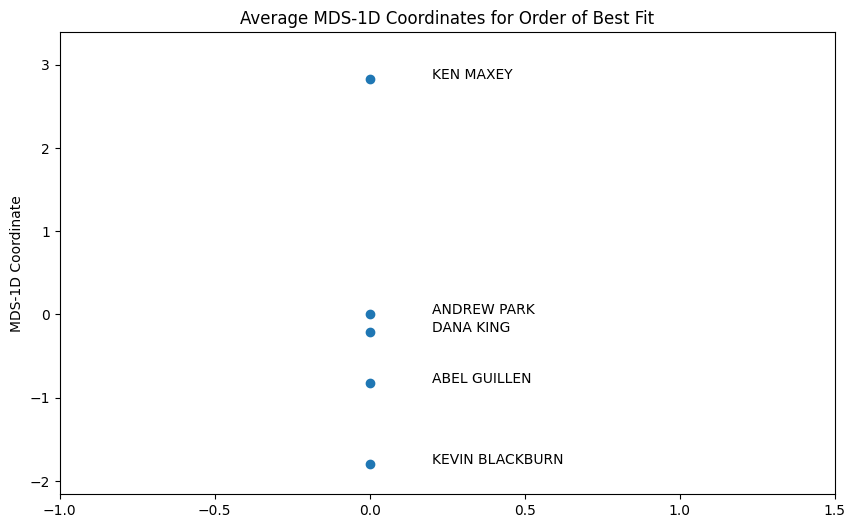 Average MDS-1D Coordinates for Order of Best Fit
MDS-1D Coordinate
3
2
1
0
−1
−2
KEN MAXEY
ANDREW PARK
DANA KING
ABEL GUILLEN
KEVIN BLACKBURN
−1.0
−0.5
0.0
0.5
1.0
1.5